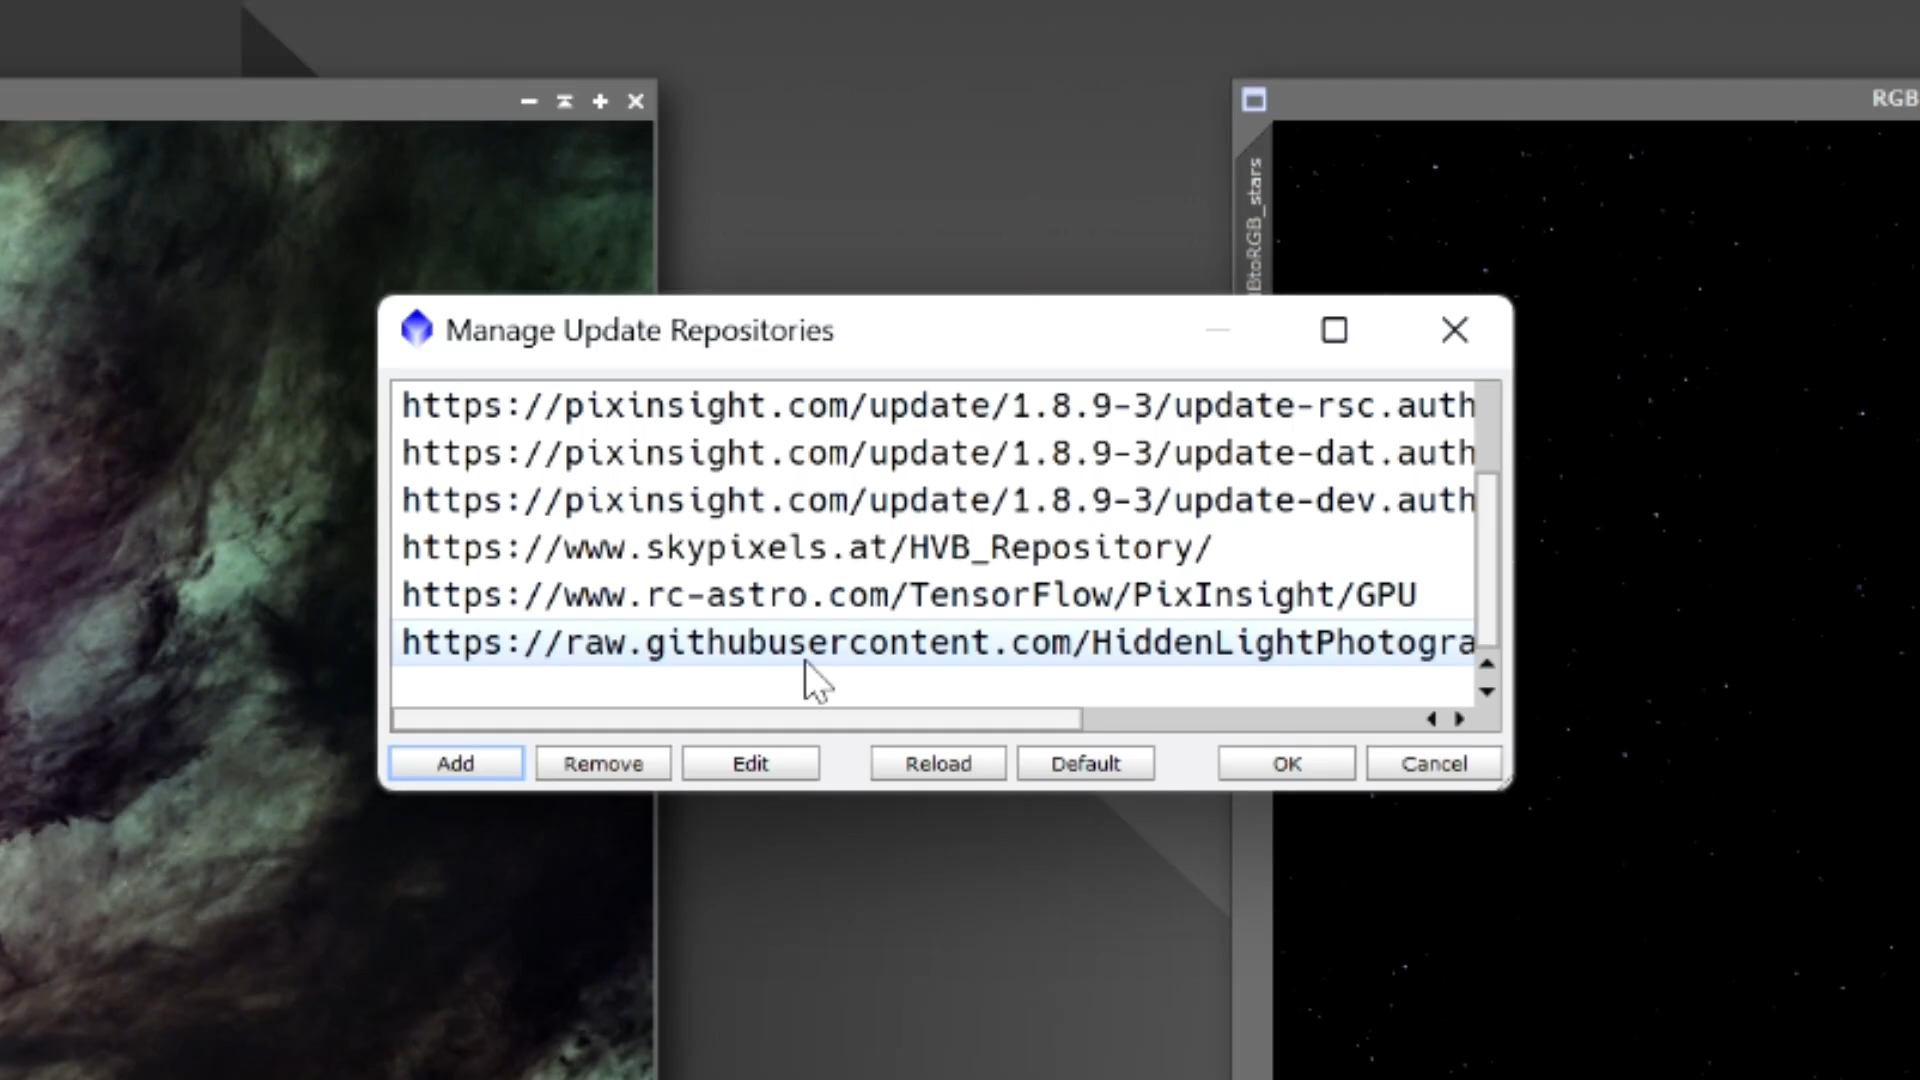 RGB
BtoRGB_stars
Manage Update Repositories
https://pixinsight.com/update/1.8.9-3/update-rsc.auth
https://pixinsight.com/update/1.8.9-3/update-dat.auth
https://pixinsight.com/update/1.8.9-3/update-dev.auth
https://www.skypixels.at/HVB_Repository/
https://www.rc-astro.com/TensorFlow/PixInsight/GPU
https://raw.githubusercontent.com/HiddenLightPhotogra
Add Remove Edit Reload Default OK Cancel